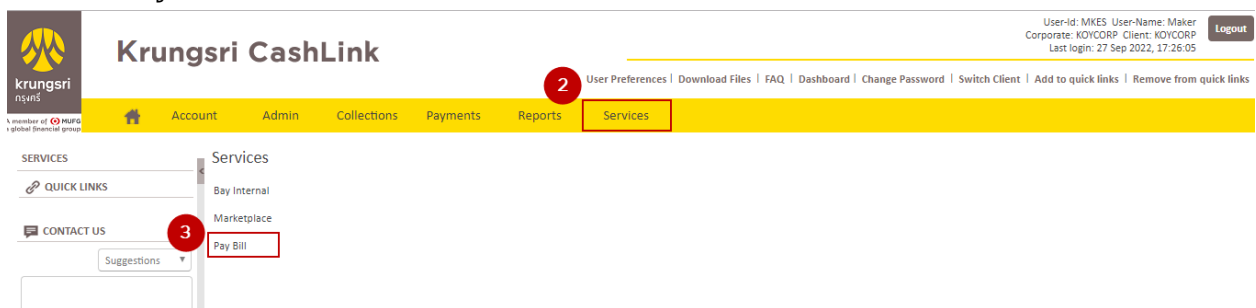 User-Id: MKES User-Name: Maker
Corporate: KOYCORP Client: KOYCORP
Last login: 27 Sep 2022, 17:26:05
Logout
krungsri
กรุงศรี
A member of MUFG
a global financial group
Krungsri CashLink
User Preferences | Download Files | FAQ | Dashboard | Change Password | Switch Client | Add to quick links | Remove from quick links
2
Account Admin Collections Payments Reports Services
SERVICES
QUICK LINKS
CONTACT US
Suggestions
Services
Bay Internal
Marketplace
3
Pay Bill